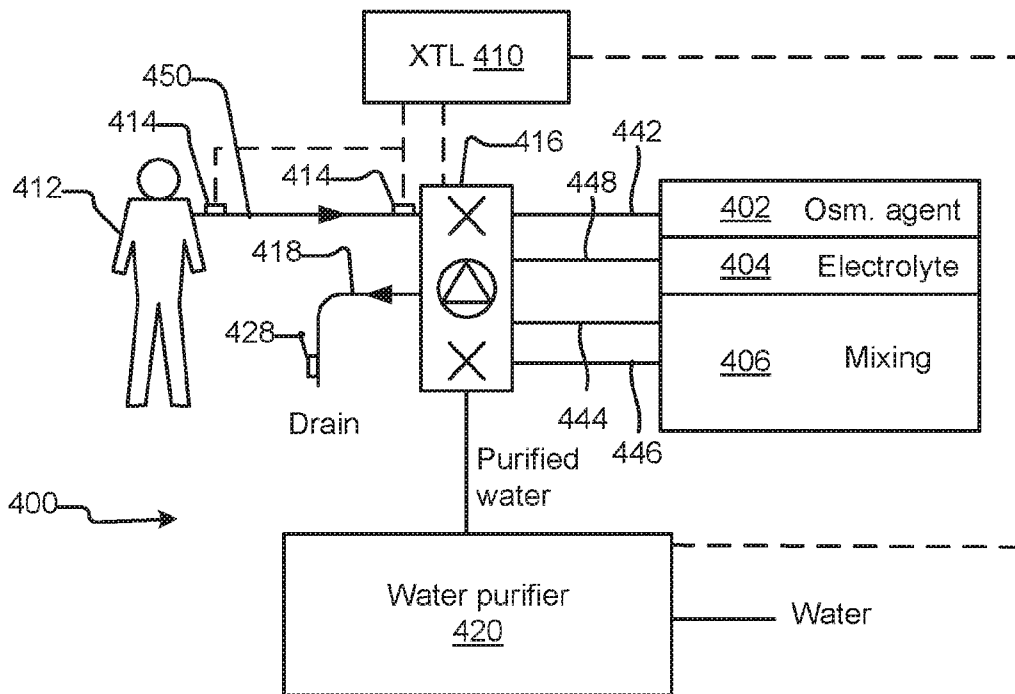 XTL 410
450
414
416
442
414
448
412
402 Osm. agent
418
404 Electrolyte
428
406 Mixing
Drain
444
Purified
water
446
400
Water purifier
420
Water